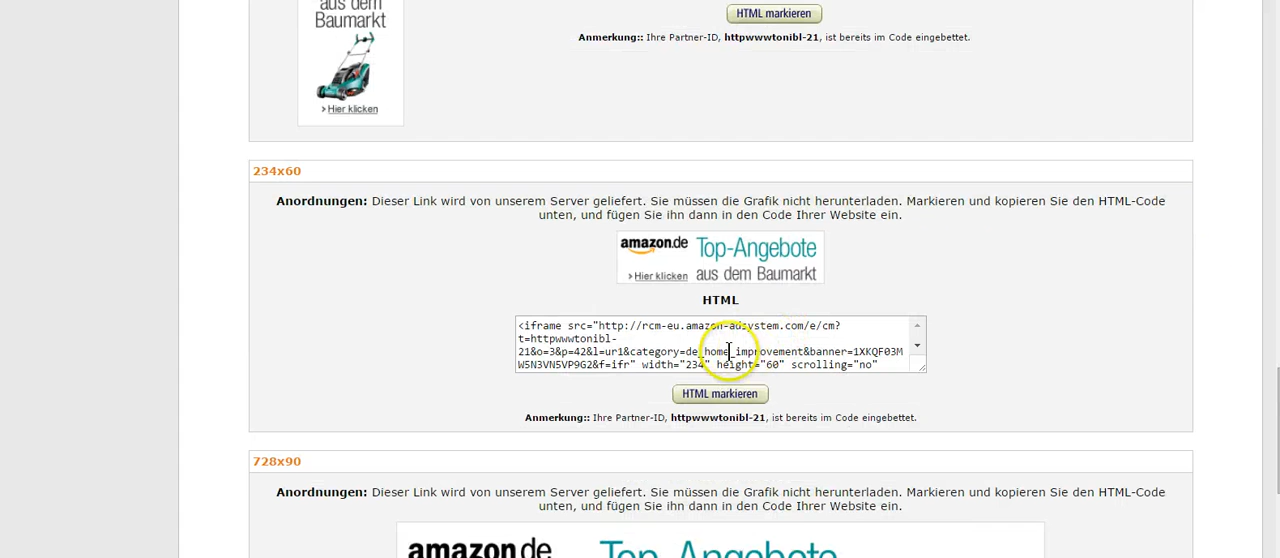 aus dem
Baumarkt
> Hier klicken
HTML markieren
Anmerkung:: Ihre Partner-ID, httpwwwtonibl-21, ist bereits im Code eingebettet.
234x60
Anordnungen: Dieser Link wird von unserem Server geliefert. Sie müssen die Grafik nicht herunterladen. Markieren und kopieren Sie den HTML-Code
unten, und fügen Sie ihn dann in den Code Ihrer Website ein.
amazon.de Top-Angebote
> Hier klicken aus dem Baumarkt
HTML
<iframe src="http://rcm-eu.amazon-adsystem.com/e/cm?
t=httpwwwtonibl-
21&o=3&p=42&l=ur1&category=de_home_improvement&banner=1XKQF03M
W5N3VN5VP9G2&f=ifr" width="234" height="60" scrolling="no"
HTML markieren
Anmerkung:: Ihre Partner-ID, httpwwwtonibl-21, ist bereits im Code eingebettet.
728x90
Anordnungen: Dieser Link wird von unserem Server geliefert. Sie müssen die Grafik nicht herunterladen. Markieren und kopieren Sie den HTML-Code
unten, und fügen Sie ihn dann in den Code Ihrer Website ein.
amazon.de Top-Angebote